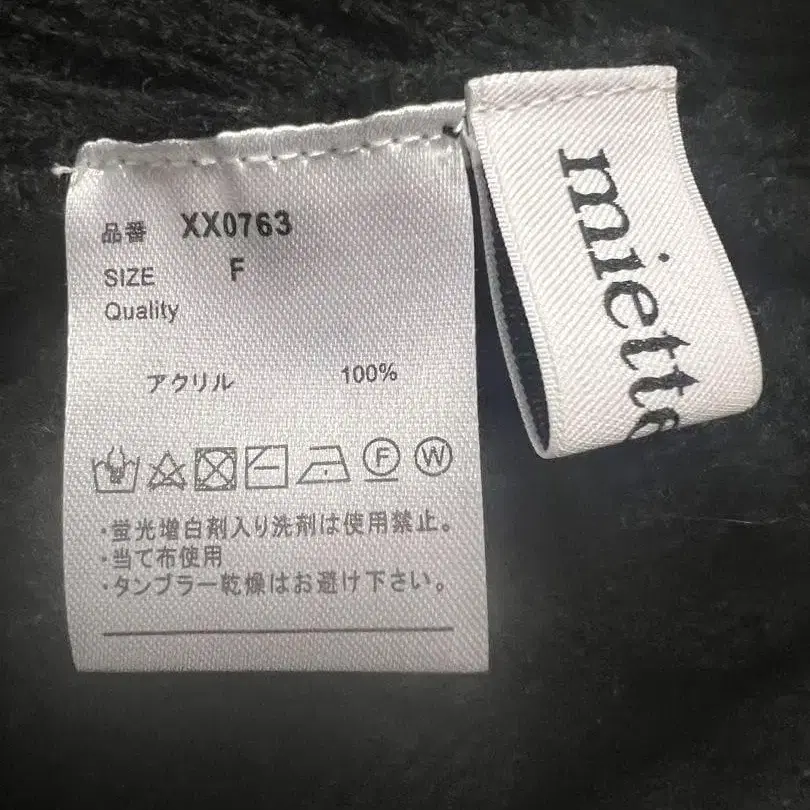 品番 XX0763
SIZE F
Quality
アクリル 100%
F W
・蛍光増白剤入り洗剤は使用禁止。
・当て布使用
・タンブラー乾燥はお避け下さい。
miette